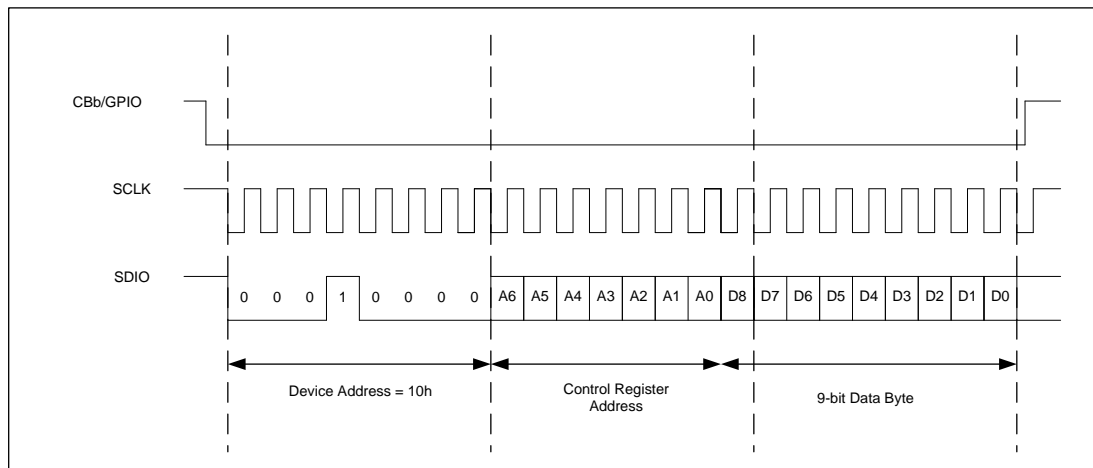 CBb/GPIO
SCLK
SDIO
0 0 0 1 0 0 0 0 A6 A5 A4 A3 A2 A1 A0 D8 D7 D6 D5 D4 D3 D2 D1 D0
Device Address = 10h
Control Register
Address
9-bit Data Byte